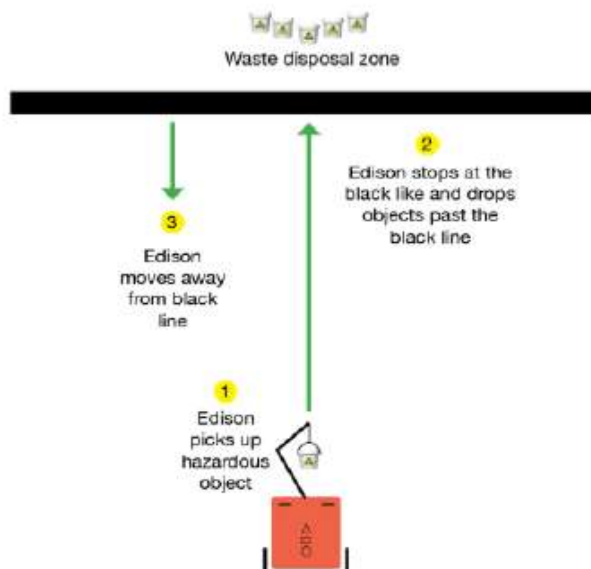 Waste disposal zone
2
Edison stops at the
black like and drops
objects past the
black line
3
Edison
moves away
from black
line
1
Edison
picks up
hazardous
object